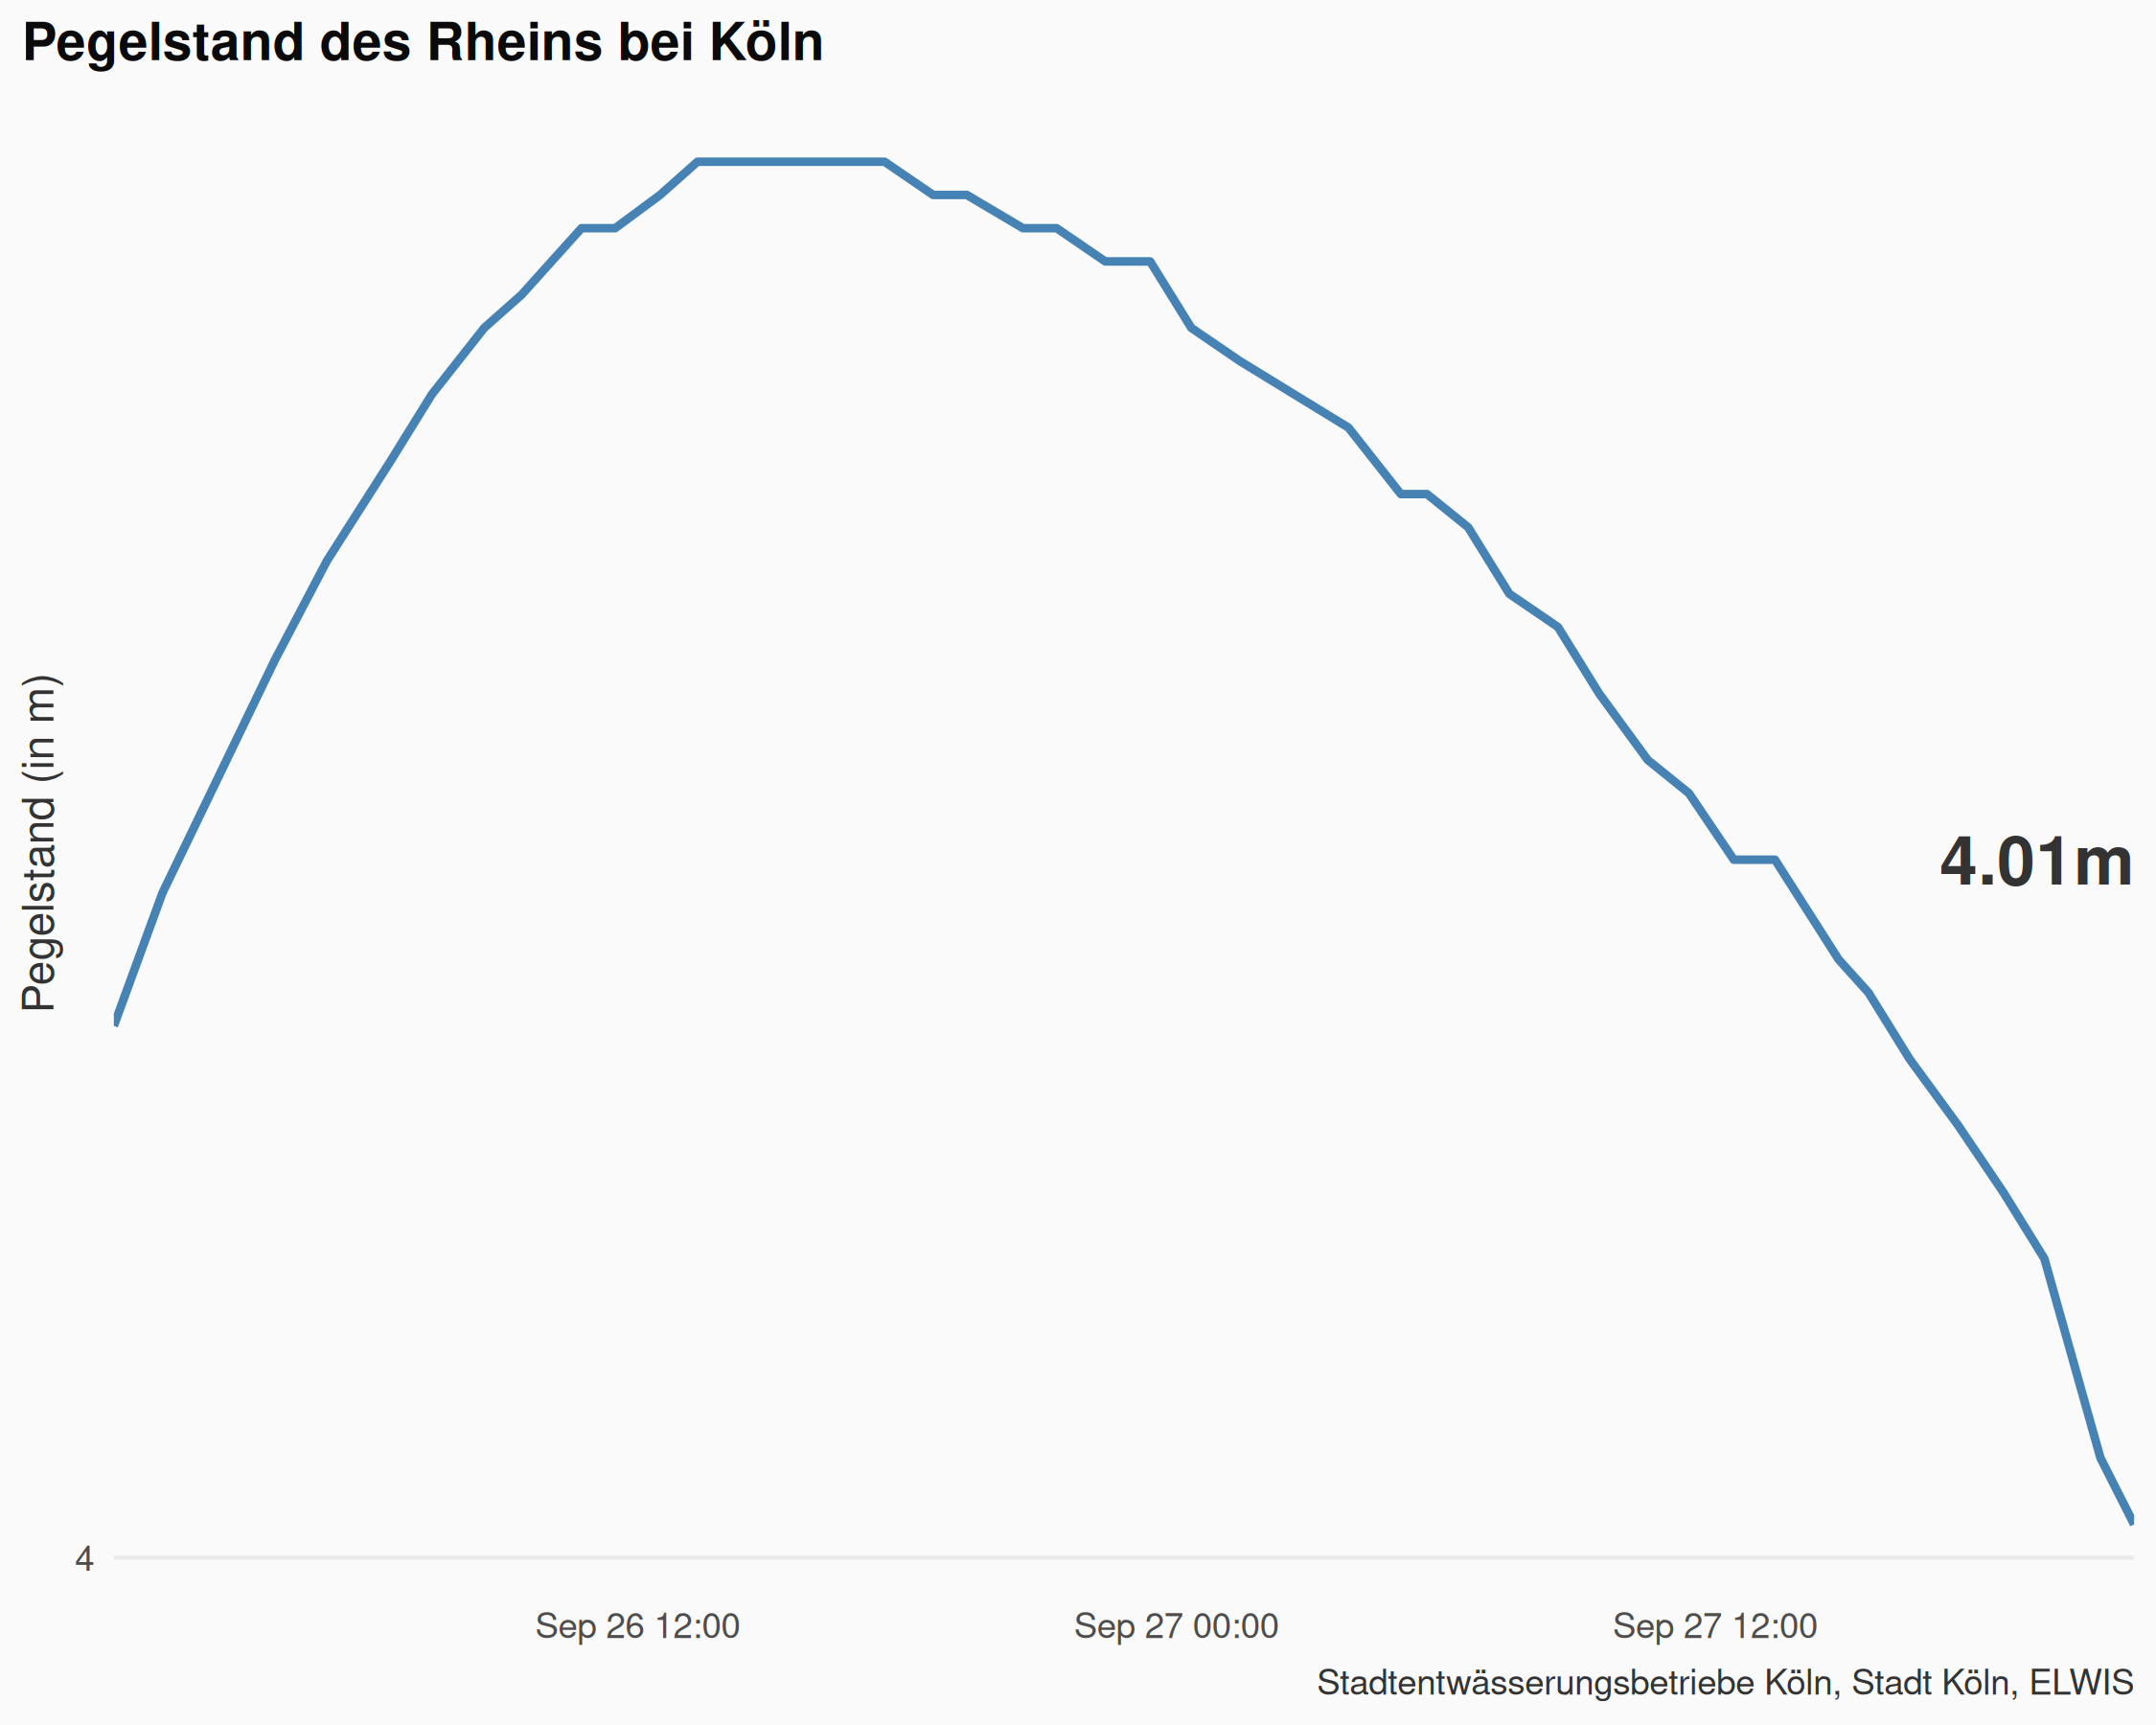 Pegelstand des Rheins bei Köln
Pegelstand (in m)
4.01m
4
Sep 26 12:00
Sep 27 00:00
Sep 27 12:00
Stadtentwässerungsbetriebe Köln, Stadt Köln, ELWIS